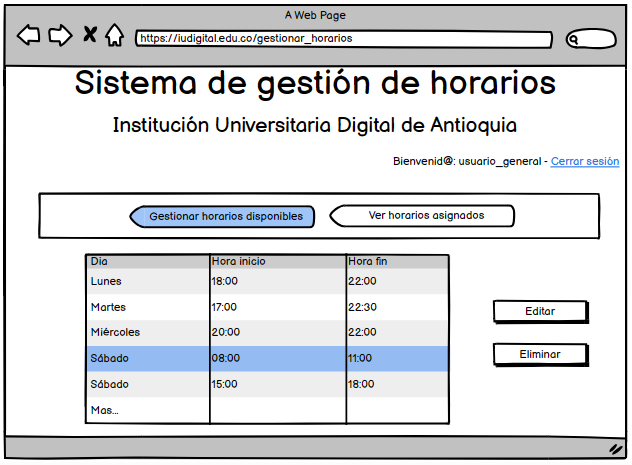 A Web Page
https://iudigital.edu.co/gestionar_horarios
Sistema de gestión de horarios
Institución Universitaria Digital de Antioquia
Bienvenid@: usuario_general - Cerrar sesión
Gestionar horarios disponibles Ver horarios asignados
Día Hora inicio Hora fin
Lunes 18:00 22:00
Martes 17:00 22:30
Miércoles 20:00 22:00
Sábado 08:00 11:00
Sábado 15:00 18:00
Mas...
Editar
Eliminar